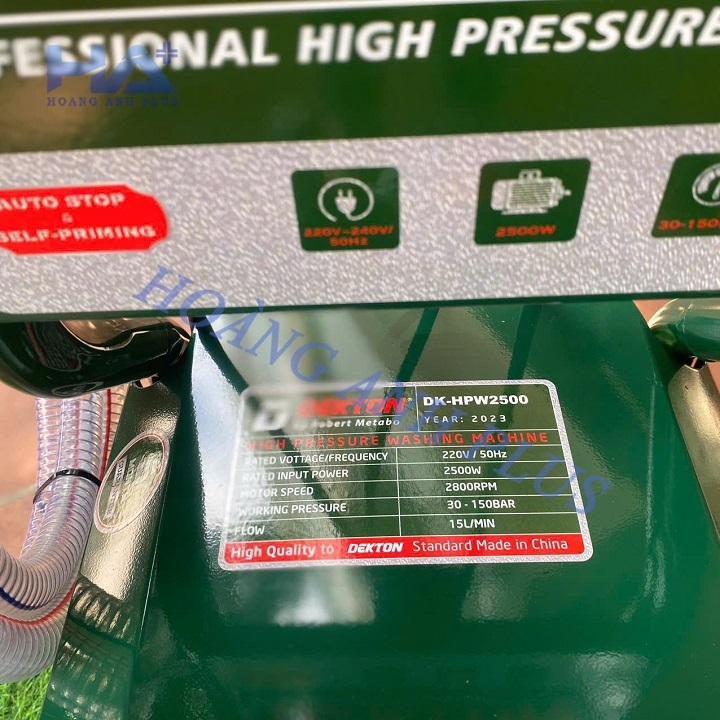 FESSIONAL HIGH PRESSURE
HA+
HOANG ANH PLUS
AUTO STOP
&
SELF-PRIMING
220V~240V/
50HZ
2500W
30-150
HOÀNG ANH PLUS
D DEKTON® DK-HPW2500
by Robert Metabo YEAR: 2023
HIGH PRESSURE WASHING MACHINE
RATED VOTTAGE/FREQUENCY 220V / 50Hz
RATED INPUT POWER 2500W
MOTOR SPEED 2800RPM
WORKING PRESSURE 30 - 150BAR
FLOW 15L/MIN
High Quality to DEKTON Standard Made in China